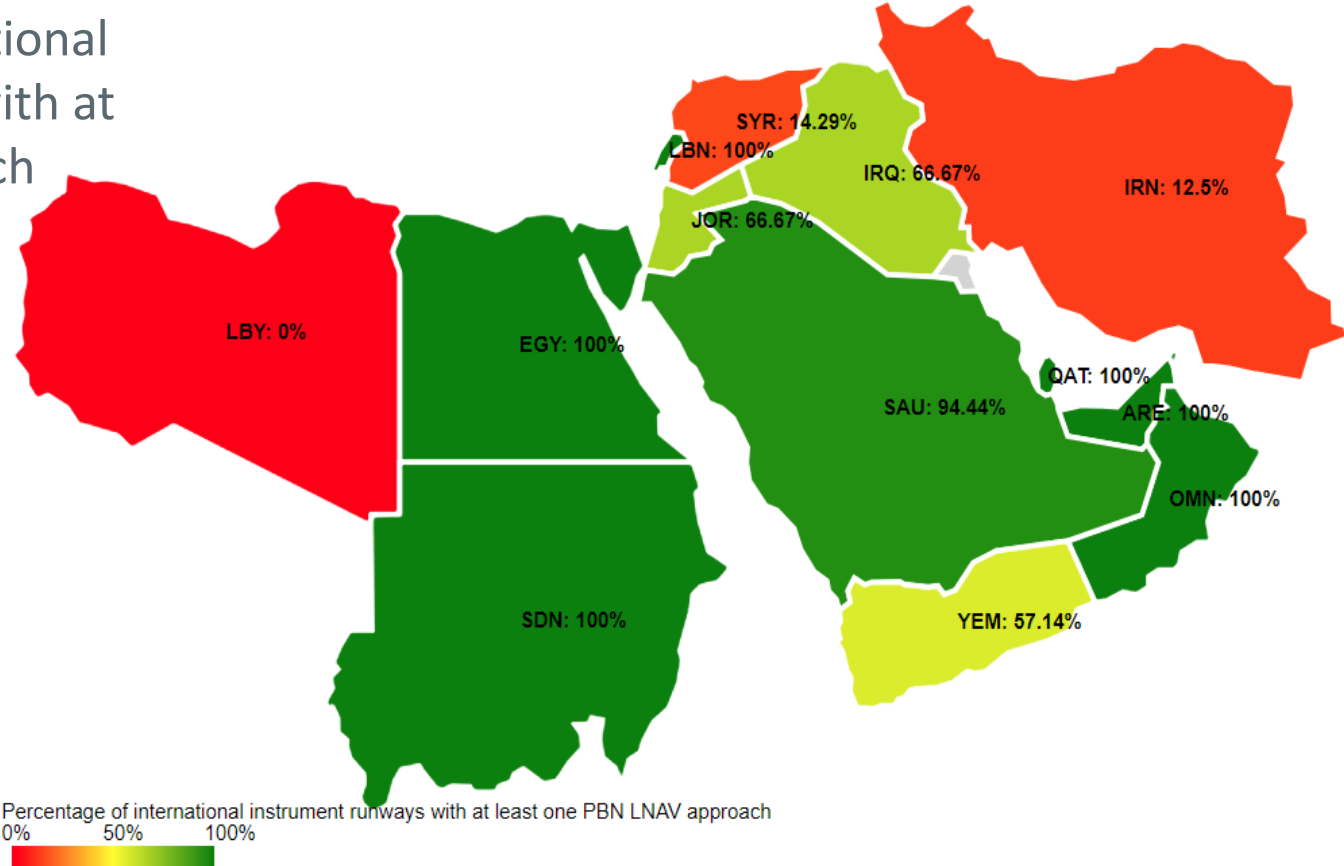 tional
with at
ch
SYR: 14.29%
LBN: 100%
IRQ: 66.67%
IRN: 12.5%
JOR: 66.67%
LBY: 0%
EGY: 100%
QAT: 100%
SAU: 94.44%
ARE: 100%
OMN: 100%
SDN: 100%
YEM: 57.14%
Percentage of international instrument runways with at least one PBN LNAV approach
0% 50% 100%